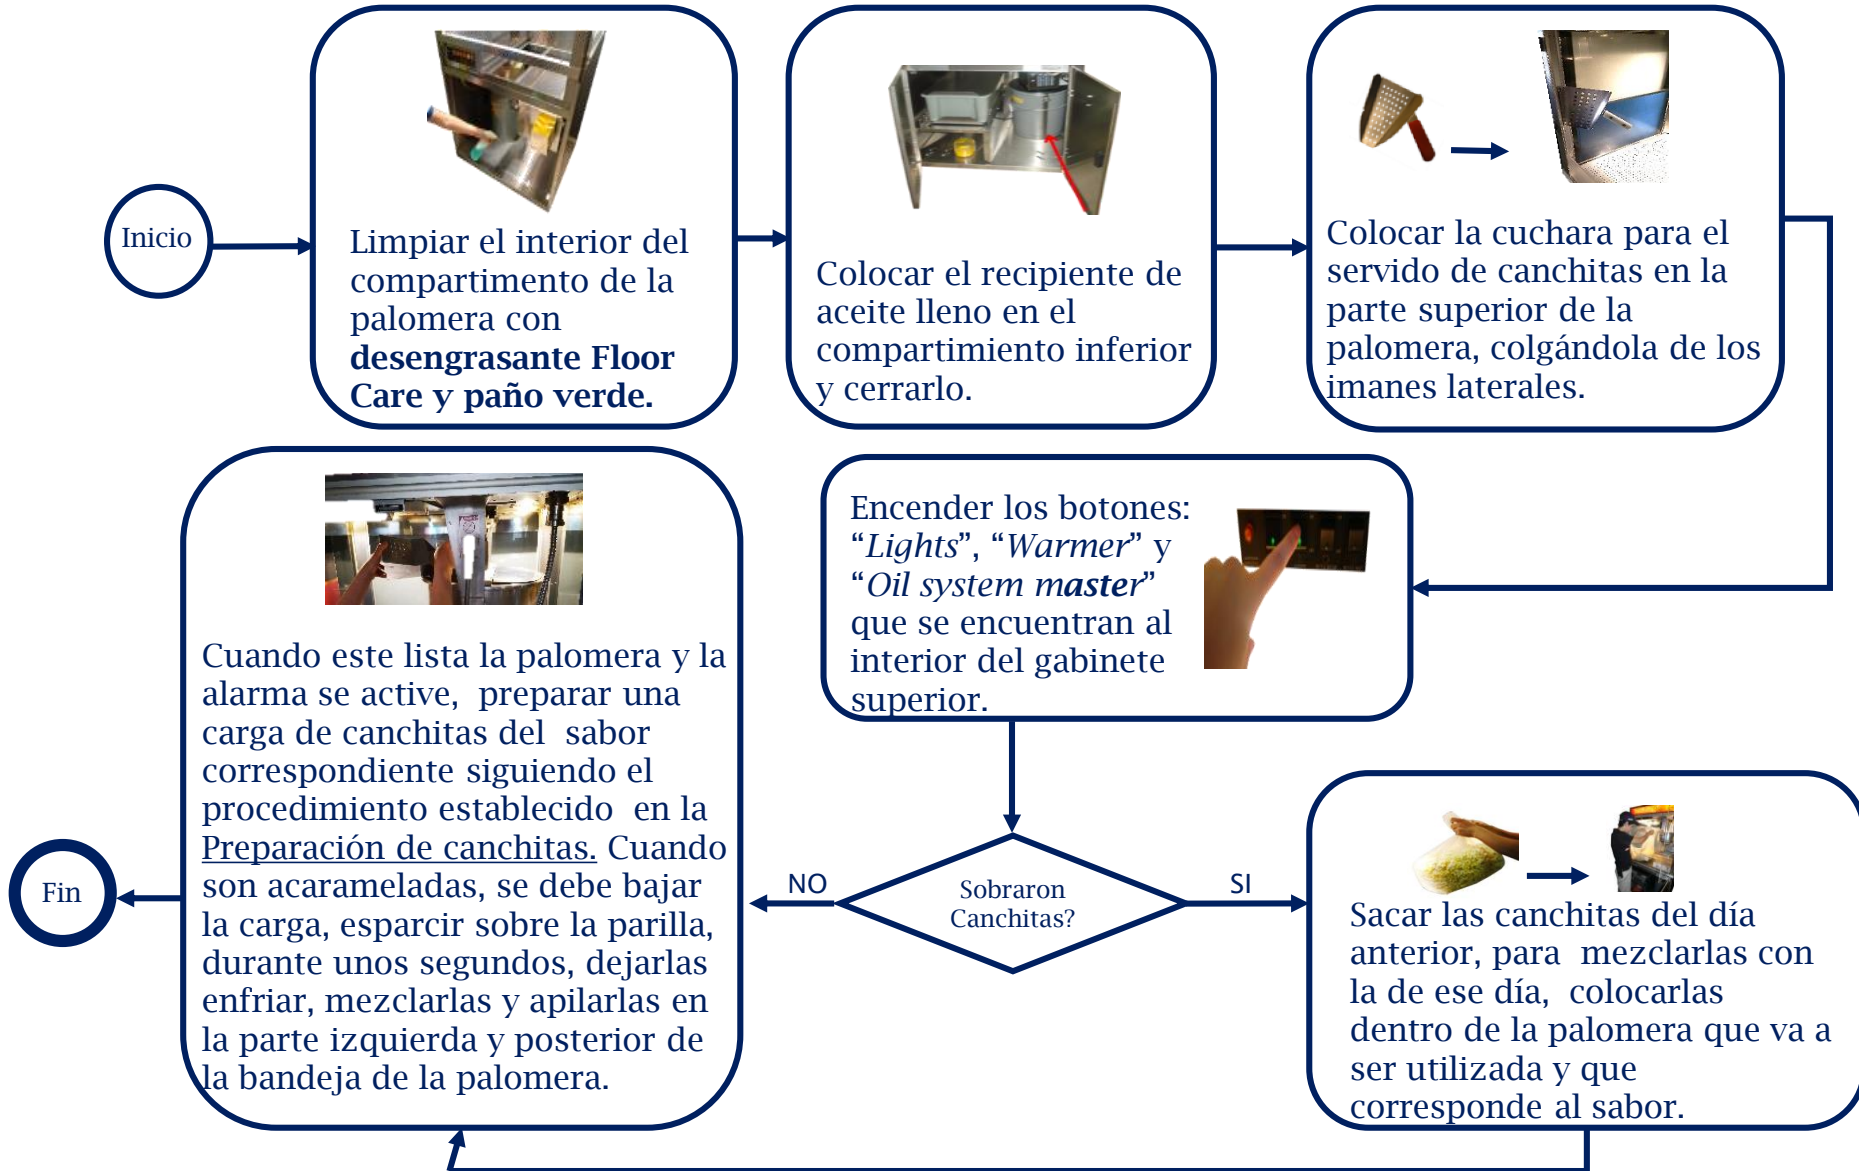 Inicio
Limpiar el interior del
compartimento de la
palomera con
desengrasante Floor
Care y paño verde.
Colocar el recipiente de
aceite lleno en el
compartimiento inferior
y cerrarlo.
Colocar la cuchara para el
servido de canchitas en la
parte superior de la
palomera, colgándola de los
imanes laterales.
Encender los botones:
“Lights”, “Warmer” y
“Oil system master”
que se encuentran al
interior del gabinete
superior.
Sobraron
Canchitas?
SI
Sacar las canchitas del día
anterior, para mezclarlas con
la de ese día, colocarlas
dentro de la palomera que va a
ser utilizada y que
corresponde al sabor.
NO
Cuando este lista la palomera y la
alarma se active, preparar una
carga de canchitas del sabor
correspondiente siguiendo el
procedimiento establecido en la
Preparación de canchitas. Cuando
son acarameladas, se debe bajar
la carga, esparcir sobre la parilla,
durante unos segundos, dejarlas
enfriar, mezclarlas y apilarlas en
la parte izquierda y posterior de
la bandeja de la palomera.
Fin